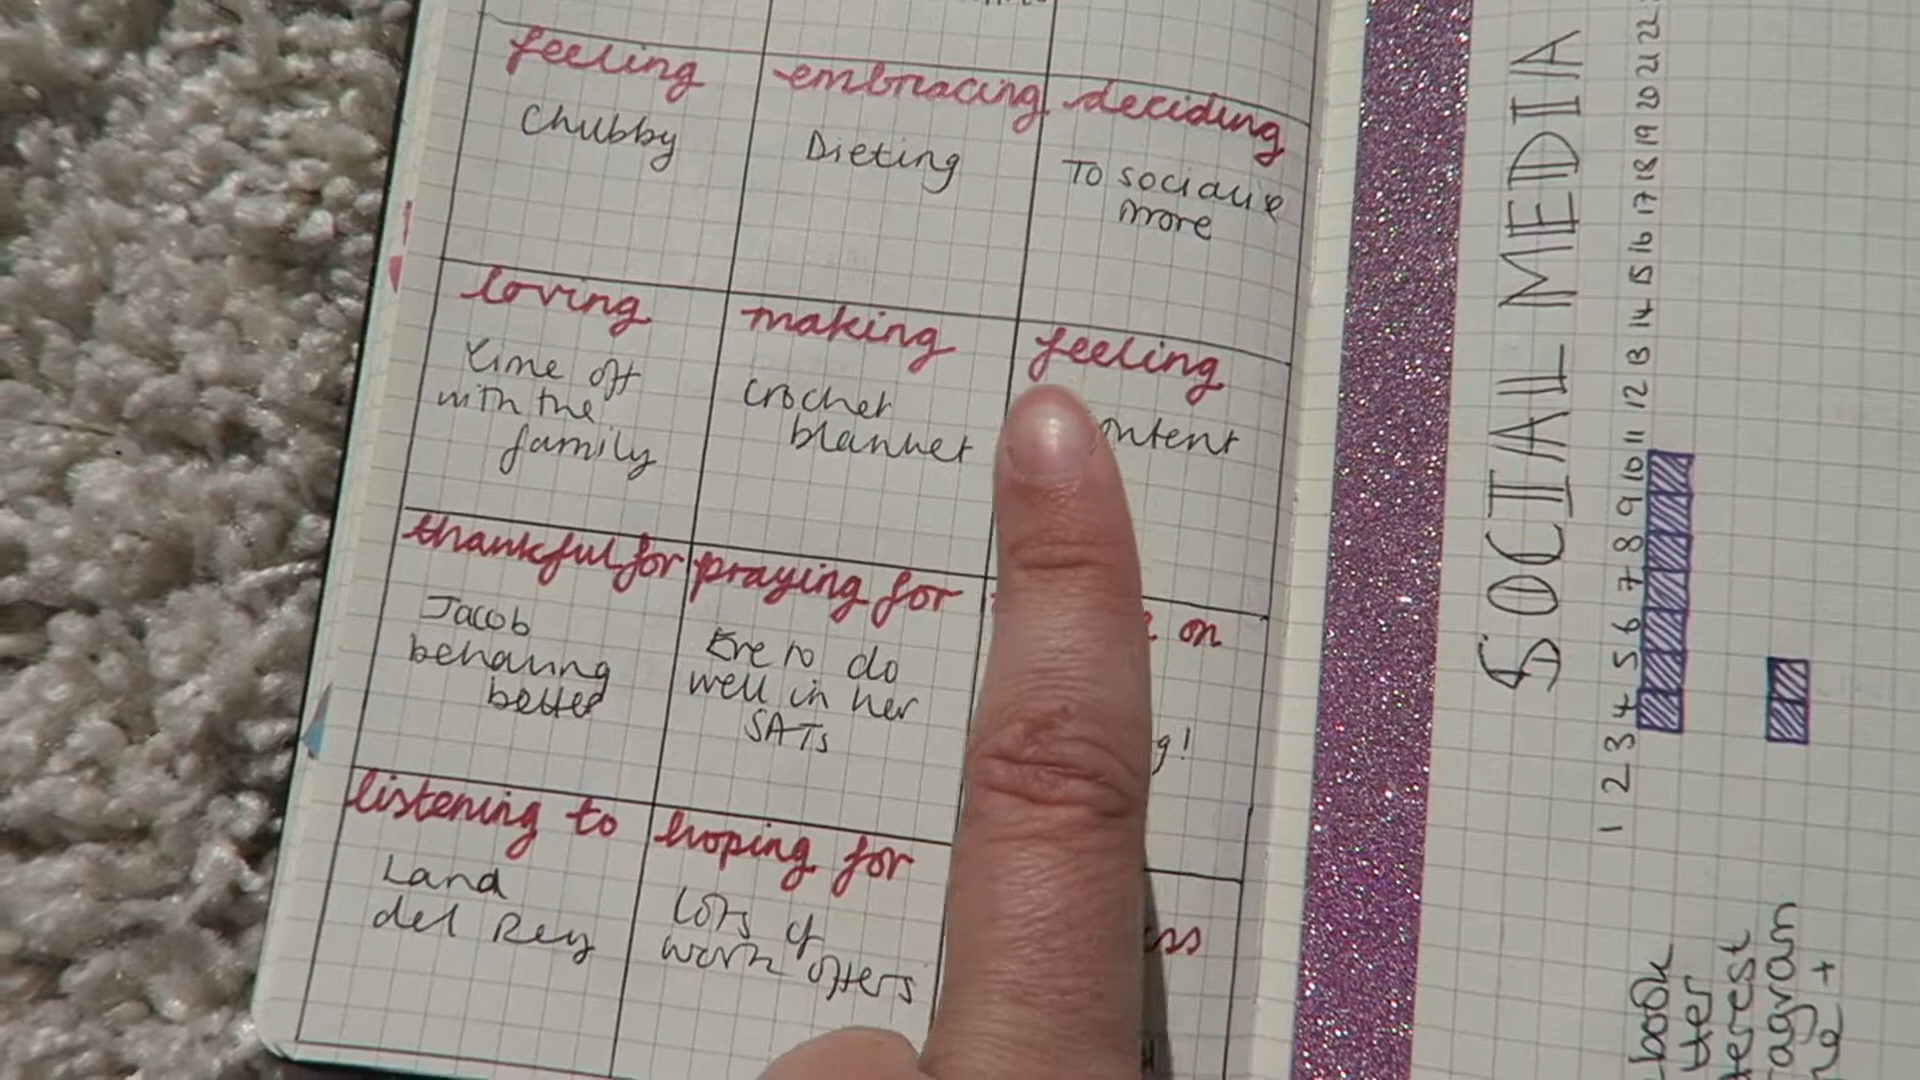 feeling
Chubby
embracing
Dieting
deciding
To socialise
more
loving
time off
with the
family
making
crochet
blanket
feeling
thankful for
Jacob
behaving
better
praying for
Eve to do
well in her
SATs
on
listening to
Lana
del Rey
hoping for
lots of
work offers
SOCIAL MEDIA
1 2 3 4 5 6 7 8 9 10 11 12 13 14 15 16 17 18 19 20 21 22